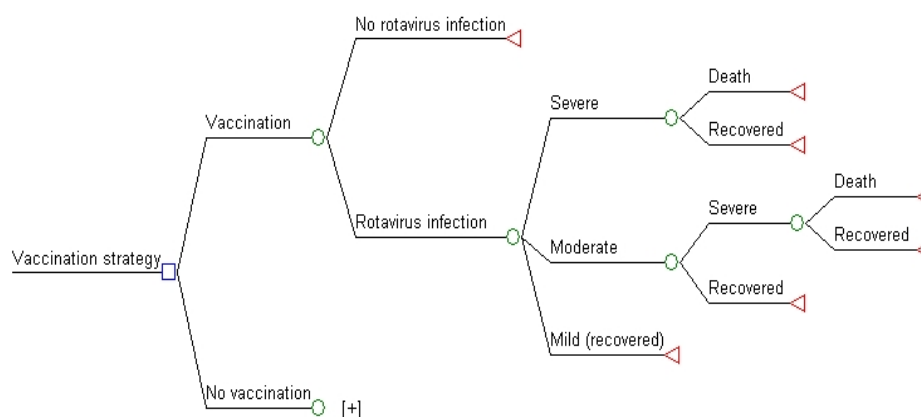 No rotavirus infection
Death
Severe
Vaccination
Recovered
Death
Rotavirus infection
Severe
Recovered
Moderate
Vaccination strategy
Recovered
Mild (recovered)
No vaccination
[+]